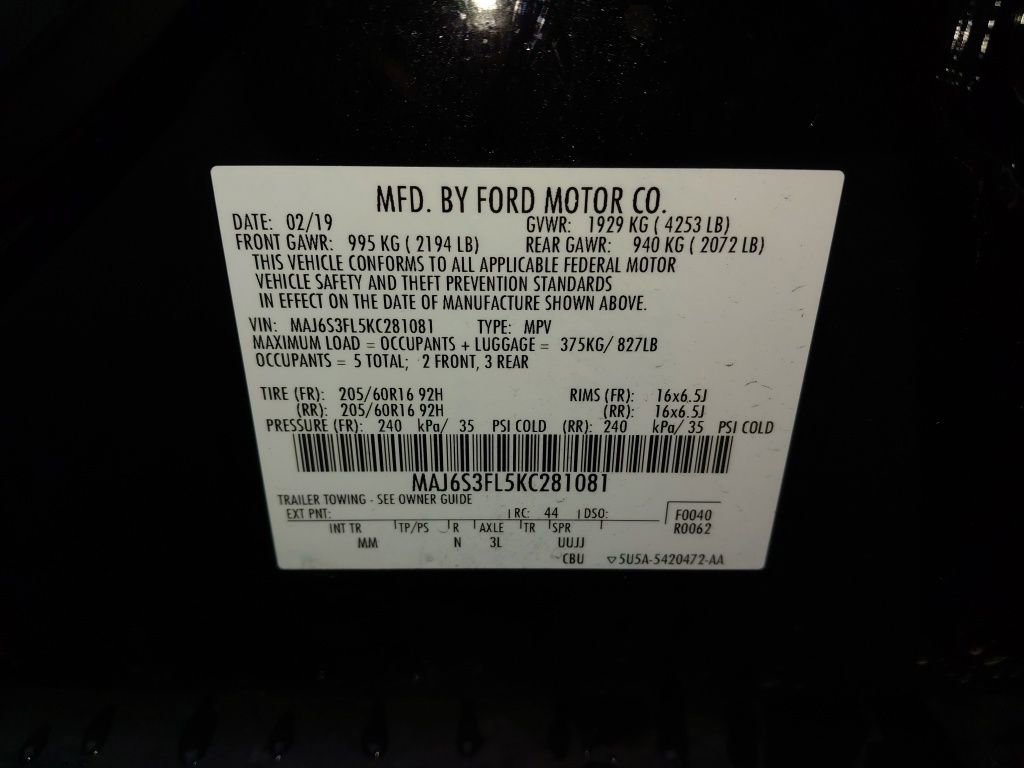 MFD. BY FORD MOTOR CO.
DATE: 02/19 GVWR: 1929 KG ( 4253 LB)
FRONT GAWR: 995 KG ( 2194 LB) REAR GAWR: 940 KG ( 2072 LB)
THIS VEHICLE CONFORMS TO ALL APPLICABLE FEDERAL MOTOR
VEHICLE SAFETY AND THEFT PREVENTION STANDARDS
IN EFFECT ON THE DATE OF MANUFACTURE SHOWN ABOVE.
VIN: MAJ6S3FL5KC281081 TYPE: MPV
MAXIMUM LOAD = OCCUPANTS + LUGGAGE = 375KG/ 827LB
OCCUPANTS = 5 TOTAL; 2 FRONT, 3 REAR
TIRE (FR): 205/60R16 92H RIMS (FR): 16x6.5J
(RR): 205/60R16 92H (RR): 16x6.5J
PRESSURE (FR): 240 kPa/ 35 PSI COLD (RR): 240 kPa/ 35 PSI COLD
MAJ6S3FL5KC281081
TRAILER TOWING - SEE OWNER GUIDE
EXT PNT: RC: 44 DSO: F0040
INT TR TP/PS R AXLE TR SPR R0062
MM N 3L UUJJ
CBU ▽5U5A-5420472-AA